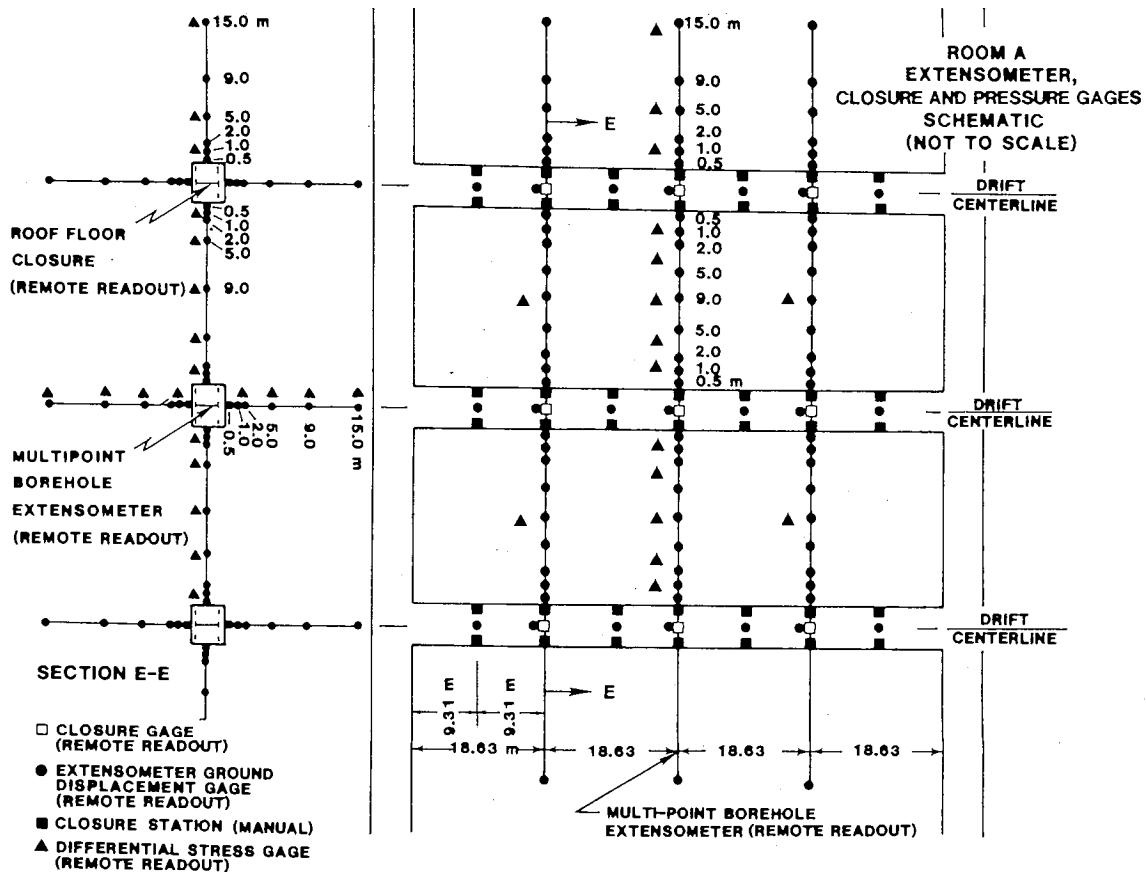 15.0 m
9.0
5.0
2.0
1.0
0.5
0.5
1.0
2.0
5.0
9.0
ROOF FLOOR
CLOSURE
(REMOTE READOUT)
0.5
1.0
2.0
5.0
9.0
15.0 m
MULTIPOINT
BOREHOLE
EXTENSOMETER
(REMOTE READOUT)
SECTION E-E
□ CLOSURE GAGE
(REMOTE READOUT)
● EXTENSOMETER GROUND
DISPLACEMENT GAGE
(REMOTE READOUT)
■ CLOSURE STATION (MANUAL)
▲ DIFFERENTIAL STRESS GAGE
(REMOTE READOUT)
15.0 m
9.0
5.0
2.0
1.0
0.5
E
0.5
1.0
2.0
5.0
9.0
5.0
2.0
1.0
0.5 m
E
9.31 m
9.31 m
18.63 m
18.63
18.63
18.63
MULTI-POINT BOREHOLE
EXTENSOMETER (REMOTE READOUT)
ROOM A
EXTENSOMETER,
CLOSURE AND PRESSURE GAGES
SCHEMATIC
(NOT TO SCALE)
DRIFT
CENTERLINE
DRIFT
CENTERLINE
DRIFT
CENTERLINE